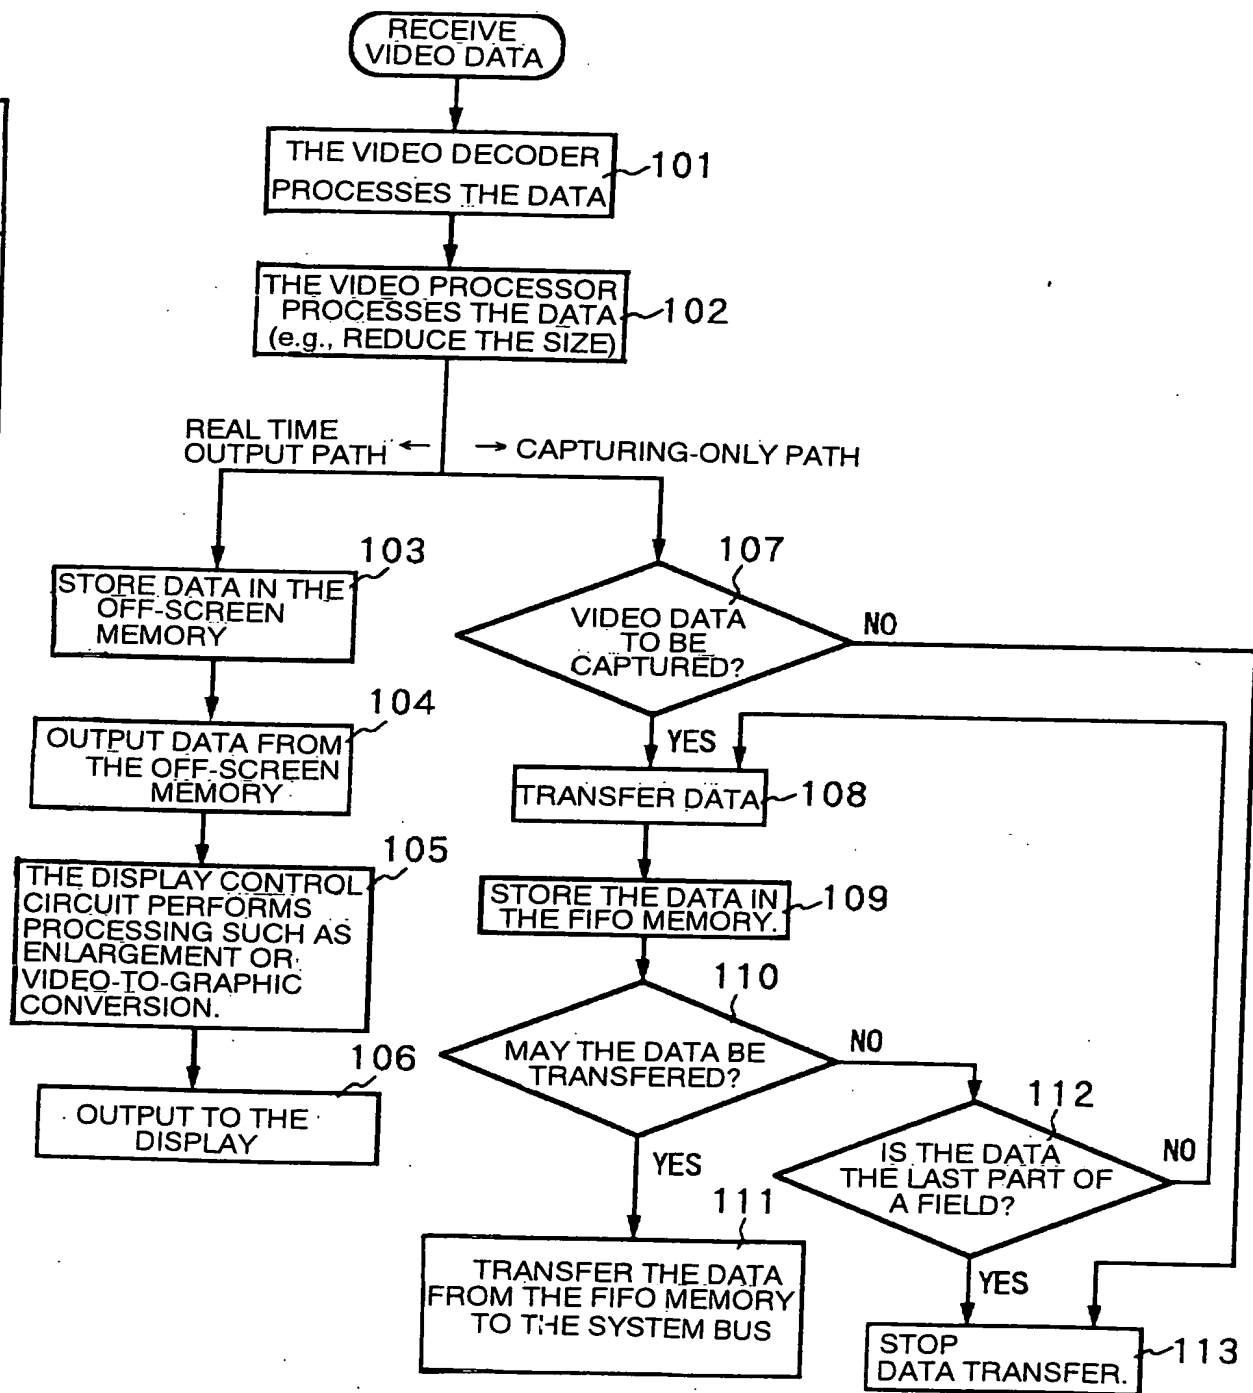 RECEIVE
VIDEO DATA
THE VIDEO DECODER
PROCESSES THE DATA
101
THE VIDEO PROCESSOR
PROCESSES THE DATA
(e.g., REDUCE THE SIZE)
102
REAL TIME
OUTPUT PATH ←
→ CAPTURING-ONLY PATH
103
STORE DATA IN THE
OFF-SCREEN
MEMORY
104
OUTPUT DATA FROM
THE OFF-SCREEN
MEMORY
105
THE DISPLAY CONTROL
CIRCUIT PERFORMS
PROCESSING SUCH AS
ENLARGEMENT OR
VIDEO-TO-GRAPHIC
CONVERSION.
106
OUTPUT TO THE
DISPLAY
107
VIDEO DATA
TO BE
CAPTURED?
NO
YES
TRANSFER DATA
108
STORE THE DATA IN
THE FIFO MEMORY.
109
110
MAY THE DATA BE
TRANSFERED?
NO
YES
111
TRANSFER THE DATA
FROM THE FIFO MEMORY
TO THE SYSTEM BUS
112
IS THE DATA
THE LAST PART OF
A FIELD?
NO
YES
STOP
DATA TRANSFER.
113